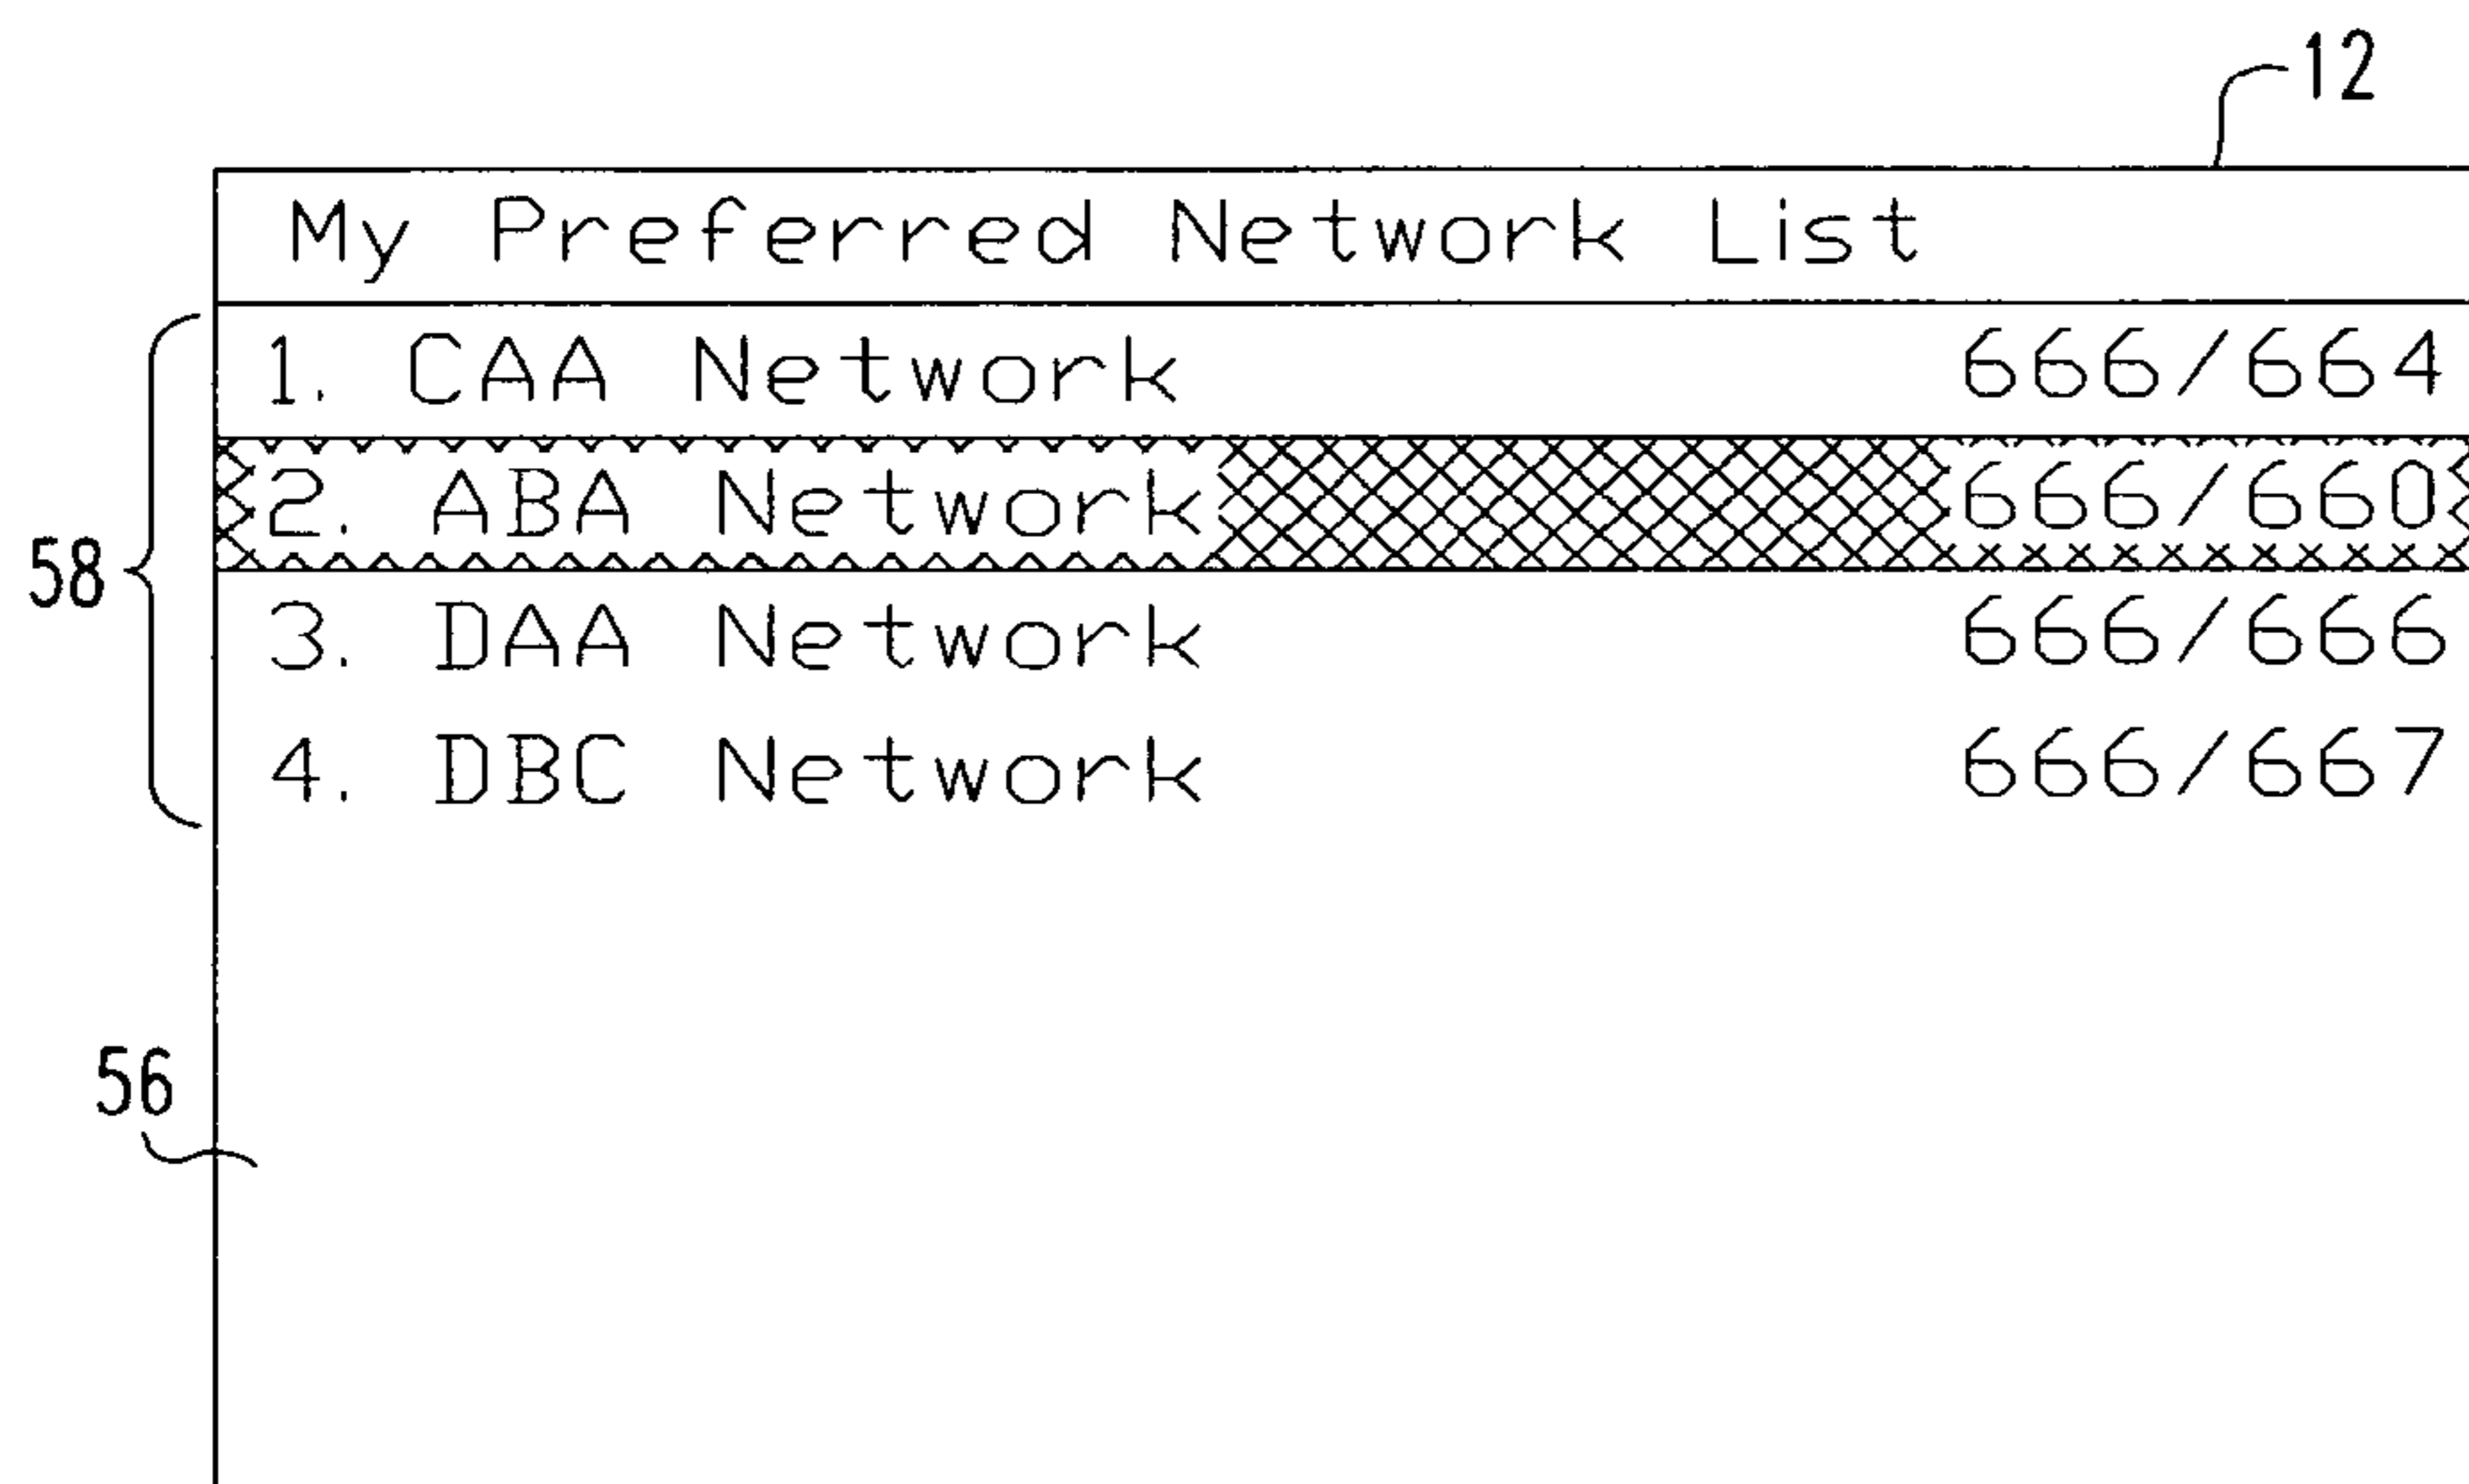 12
My Preferred Network List
1. CAA Network 666/664
2. ABA Network 666/660
3. DAA Network 666/666
4. DBC Network 666/667
58
56